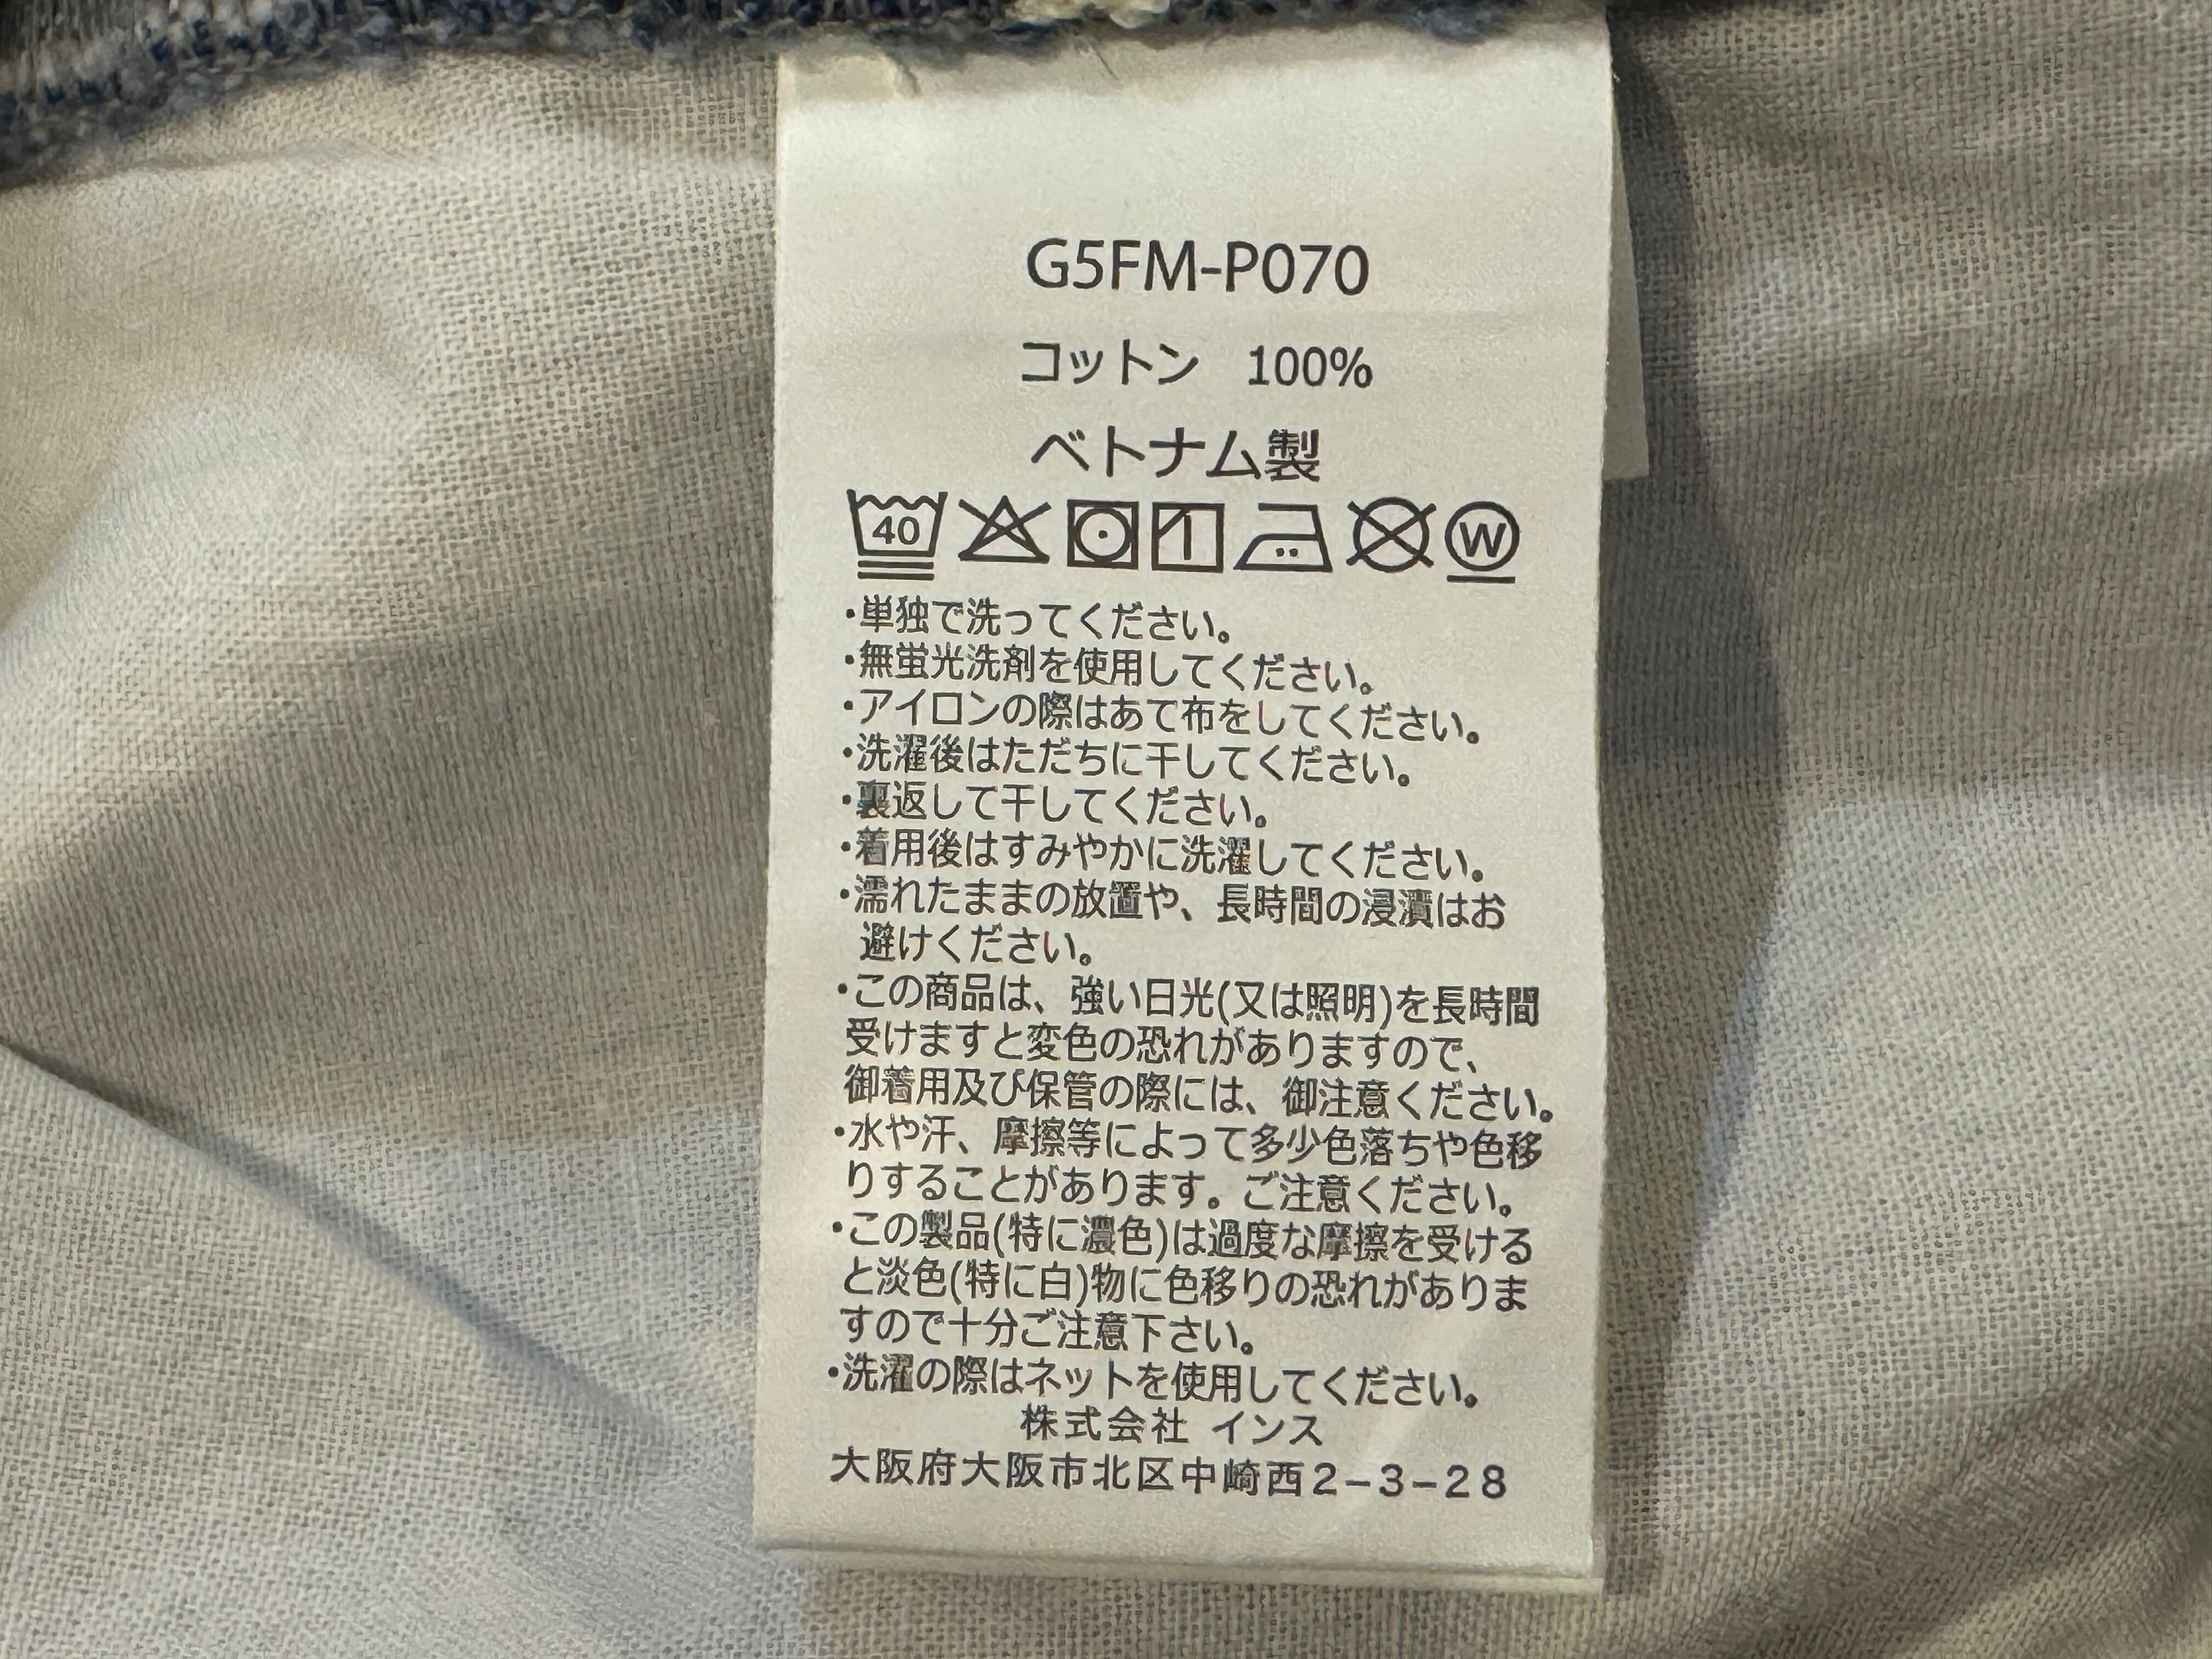 G5FM-P070
コットン 100%
ベトナム製
40 W
・単独で洗ってください。
・無蛍光洗剤を使用してください。
・アイロンの際はあて布をしてください。
・洗濯後はただちに干してください。
・裏返して干してください。
・着用後はすみやかに洗濯してください。
・濡れたままの放置や、長時間の浸漬はお
避けください。
・この商品は、強い日光(又は照明)を長時間
受けますと変色の恐れがありますので、
御着用及び保管の際には、御注意ください。
・水や汗、摩擦等によって多少色落ちや色移
りすることがあります。ご注意ください。
・この製品(特に濃色)は過度な摩擦を受ける
と淡色(特に白)物に色移りの恐れがありま
すので十分ご注意下さい。
・洗濯の際はネットを使用してください。
株式会社 インス
大阪府大阪市北区中崎西2-3-28